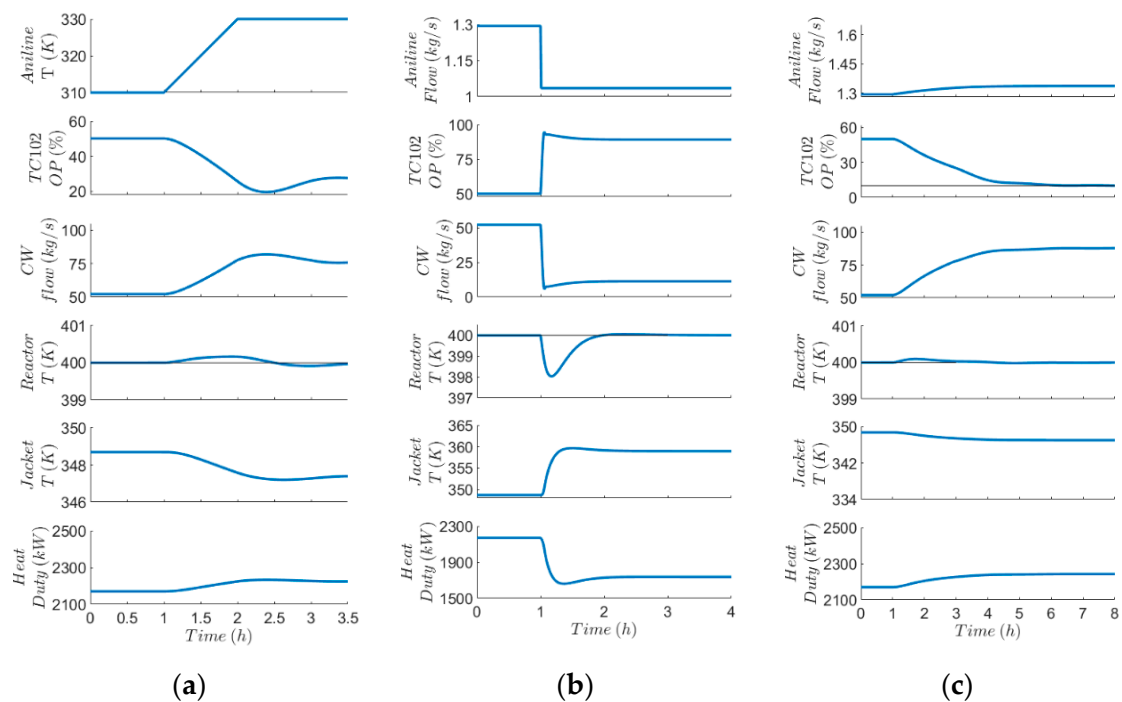 Aniline
T (K)
330
320
310
TC102
OP (%)
60
40
20
CW
flow (kg/s)
100
75
50
Reactor
T (K)
401
400
399
Jacket
T (K)
350
348
346
Heat
Duty (kW)
2500
2300
2100
0 0.5 1 1.5 2 2.5 3 3.5
Time (h)
(a)
Aniline
Flow (kg/s)
1.3
1.15
1
TC102
OP (%)
100
75
50
CW
flow (kg/s)
50
25
0
Reactor
T (K)
400
399
398
397
Jacket
T (K)
365
360
355
350
Heat
Duty (kW)
2300
1900
1500
0 1 2 3 4
Time (h)
(b)
Aniline
Flow (kg/s)
1.6
1.45
1.3
TC102
OP (%)
60
30
0
CW
flow (kg/s)
100
75
50
Reactor
T (K)
401
400
399
Jacket
T (K)
350
342
334
Heat
Duty (kW)
2500
2300
2100
0 1 2 3 4 5 6 7 8
Time (h)
(c)